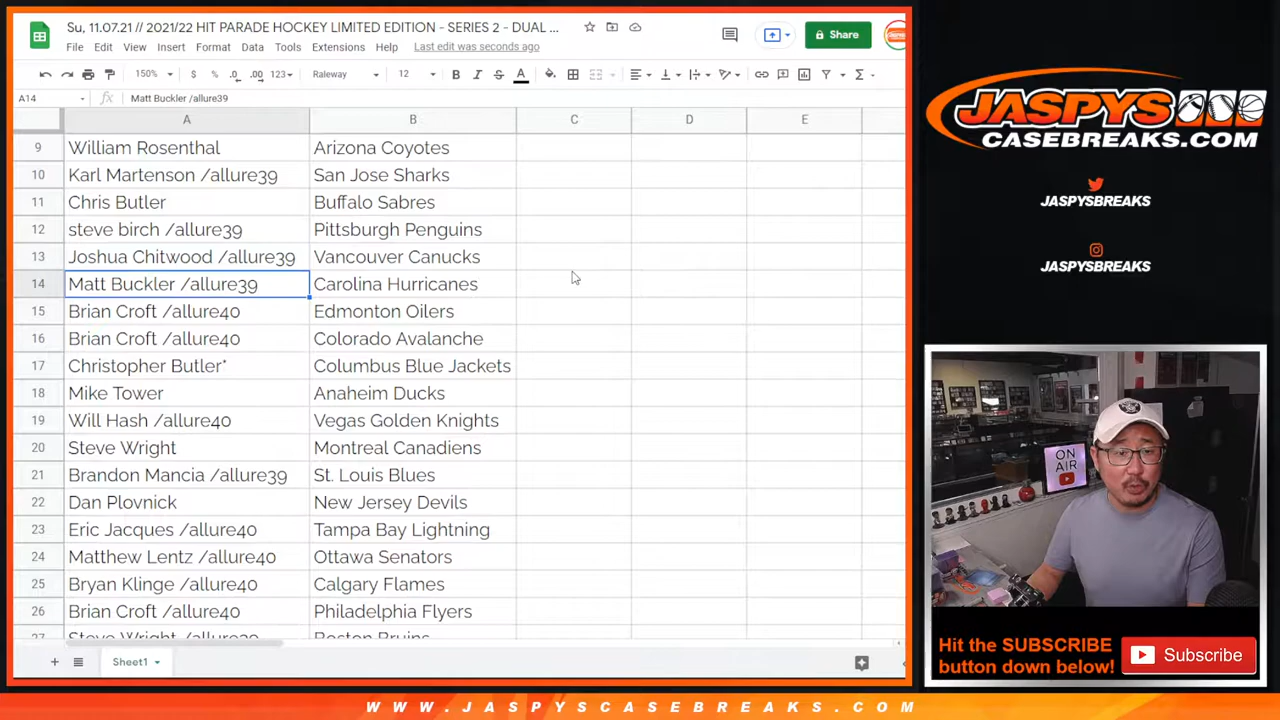 Su, 11.07.21 // 2021/22 HIT PARADE HOCKEY LIMITED EDITION - SERIES 2 - DUAL ...
File Edit View Insert Format Data Tools Extensions Help Last edit was seconds ago
Share
150% $ % .0 .00 123 Raleway 12 B I S A
A14 fx Matt Buckler /allure39
A B C D E
9 William Rosenthal Arizona Coyotes
10 Karl Martenson /allure39 San Jose Sharks
11 Chris Butler Buffalo Sabres
12 steve birch /allure39 Pittsburgh Penguins
13 Joshua Chitwood /allure39 Vancouver Canucks
14 Matt Buckler /allure39 Carolina Hurricanes
15 Brian Croft /allure40 Edmonton Oilers
16 Brian Croft /allure40 Colorado Avalanche
17 Christopher Butler* Columbus Blue Jackets
18 Mike Tower Anaheim Ducks
19 Will Hash /allure40 Vegas Golden Knights
20 Steve Wright Montreal Canadiens
21 Brandon Mancia /allure39 St. Louis Blues
22 Dan Plovnick New Jersey Devils
23 Eric Jacques /allure40 Tampa Bay Lightning
24 Matthew Lentz /allure40 Ottawa Senators
25 Bryan Klinge /allure40 Calgary Flames
26 Brian Croft /allure40 Philadelphia Flyers
27 Steve Wright /allure39 Boston Bruins
Sheet1
JASPYS
CASEBREAKS.COM
JASPYSBREAKS
JASPYSBREAKS
ON
AIR
Hit the SUBSCRIBE
button down below!
Subscribe
WWW.JASPYSCASEBREAKS.COM